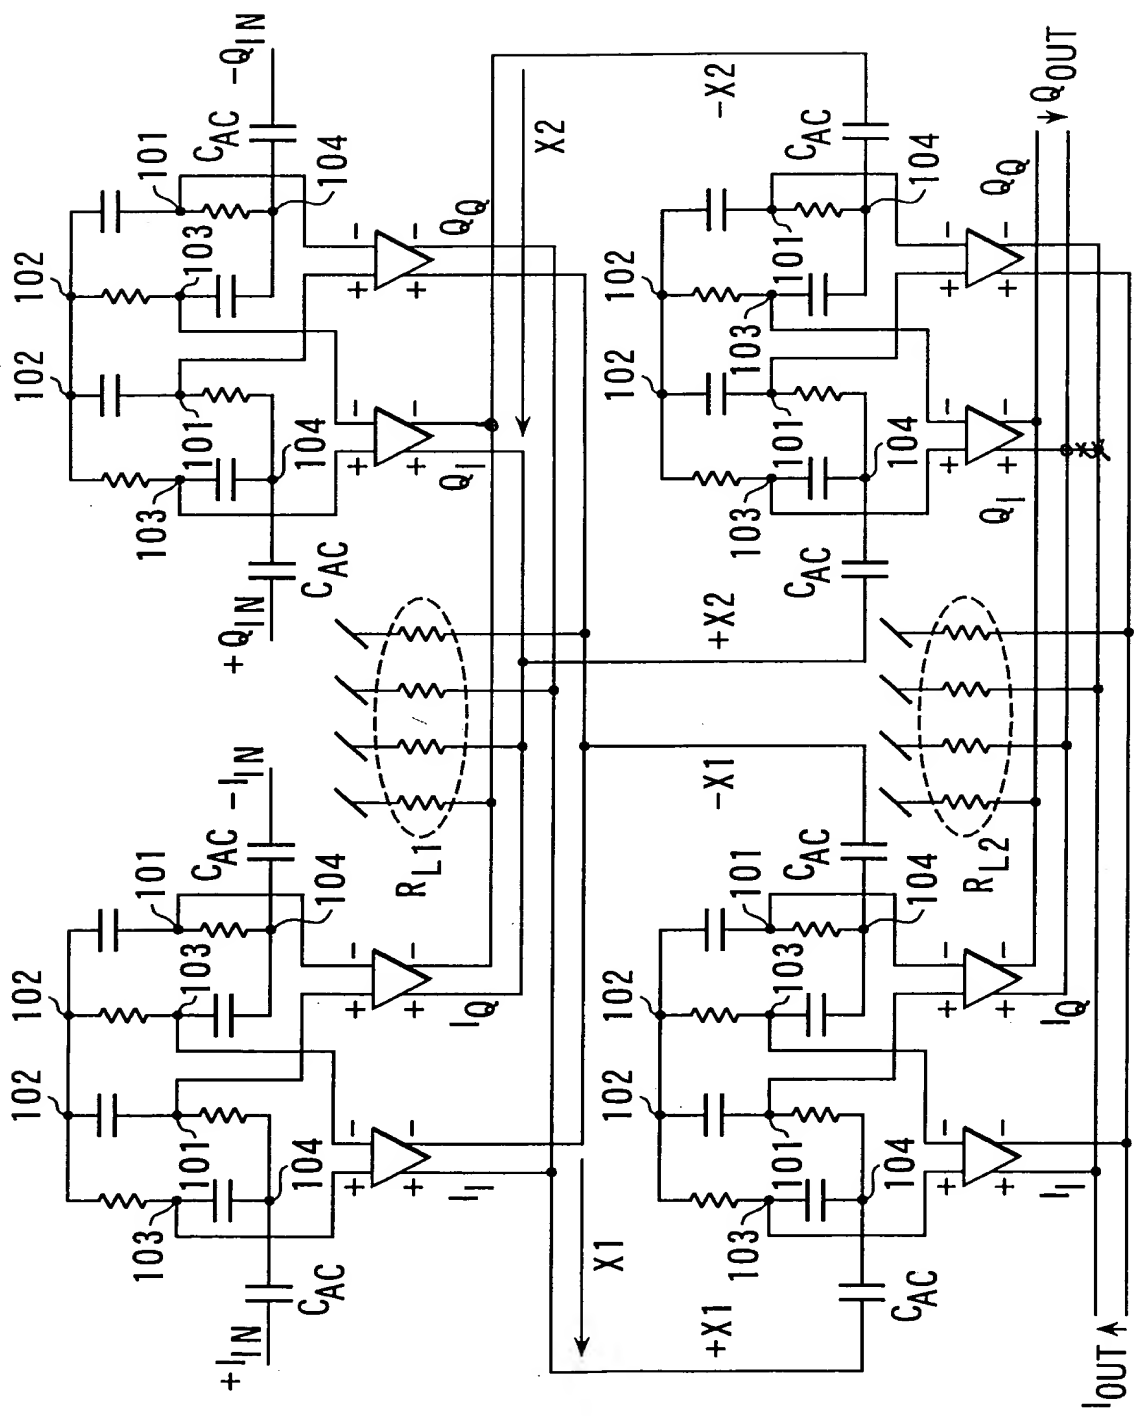 +I_IN
C_AC
103
102
104
101
102
103
101
C_AC
-I_IN
104
+
-
+
-
I_I
+
-
+
-
I_Q
R_L1
+Q_IN
C_AC
103
102
104
101
102
103
101
C_AC
-Q_IN
104
+
-
+
-
Q_I
+
-
+
-
Q_Q
X1
X2
+X1
C_AC
103
102
104
101
102
103
101
C_AC
-X1
104
+
-
+
-
I_I
+
-
+
-
I_Q
R_L2
+X2
C_AC
103
102
104
101
102
103
101
C_AC
-X2
104
+
-
+
-
Q_I
+
-
+
-
Q_Q
I_OUT
Q_OUT